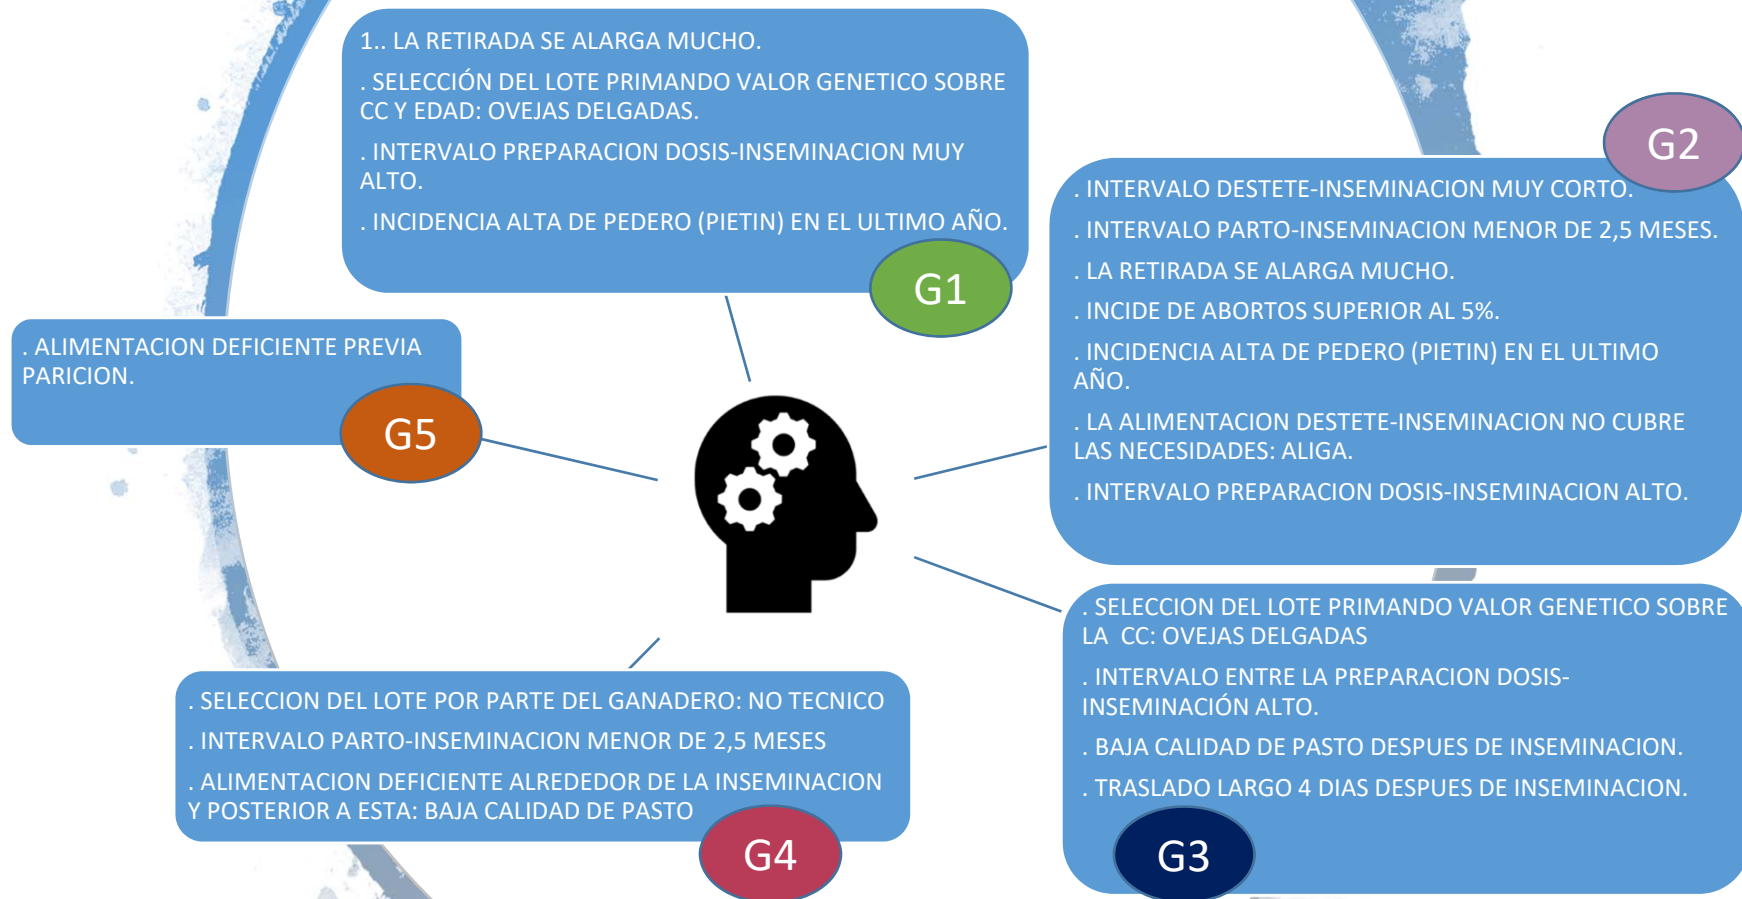 1.. LA RETIRADA SE ALARGA MUCHO.
. SELECCIÓN DEL LOTE PRIMANDO VALOR GENETICO SOBRE
CC Y EDAD: OVEJAS DELGADAS.
. INTERVALO PREPARACION DOSIS-INSEMINACION MUY
ALTO.
. INCIDENCIA ALTA DE PEDERO (PIETIN) EN EL ULTIMO AÑO.
G1
G2
. INTERVALO DESTETE-INSEMINACION MUY CORTO.
. INTERVALO PARTO-INSEMINACION MENOR DE 2,5 MESES.
. LA RETIRADA SE ALARGA MUCHO.
. INCIDE DE ABORTOS SUPERIOR AL 5%.
. INCIDENCIA ALTA DE PEDERO (PIETIN) EN EL ULTIMO
AÑO.
. LA ALIMENTACION DESTETE-INSEMINACION NO CUBRE
LAS NECESIDADES: ALIGA.
. INTERVALO PREPARACION DOSIS-INSEMINACION ALTO.
. ALIMENTACION DEFICIENTE PREVIA
PARICION.
G5
. SELECCION DEL LOTE PRIMANDO VALOR GENETICO SOBRE
LA  CC: OVEJAS DELGADAS
. INTERVALO ENTRE LA PREPARACION DOSIS-
INSEMINACIÓN ALTO.
. BAJA CALIDAD DE PASTO DESPUES DE INSEMINACION.
. TRASLADO LARGO 4 DIAS DESPUES DE INSEMINACION.
G3
. SELECCION DEL LOTE POR PARTE DEL GANADERO: NO TECNICO
. INTERVALO PARTO-INSEMINACION MENOR DE 2,5 MESES
. ALIMENTACION DEFICIENTE ALREDEDOR DE LA INSEMINACION
Y POSTERIOR A ESTA: BAJA CALIDAD DE PASTO
G4